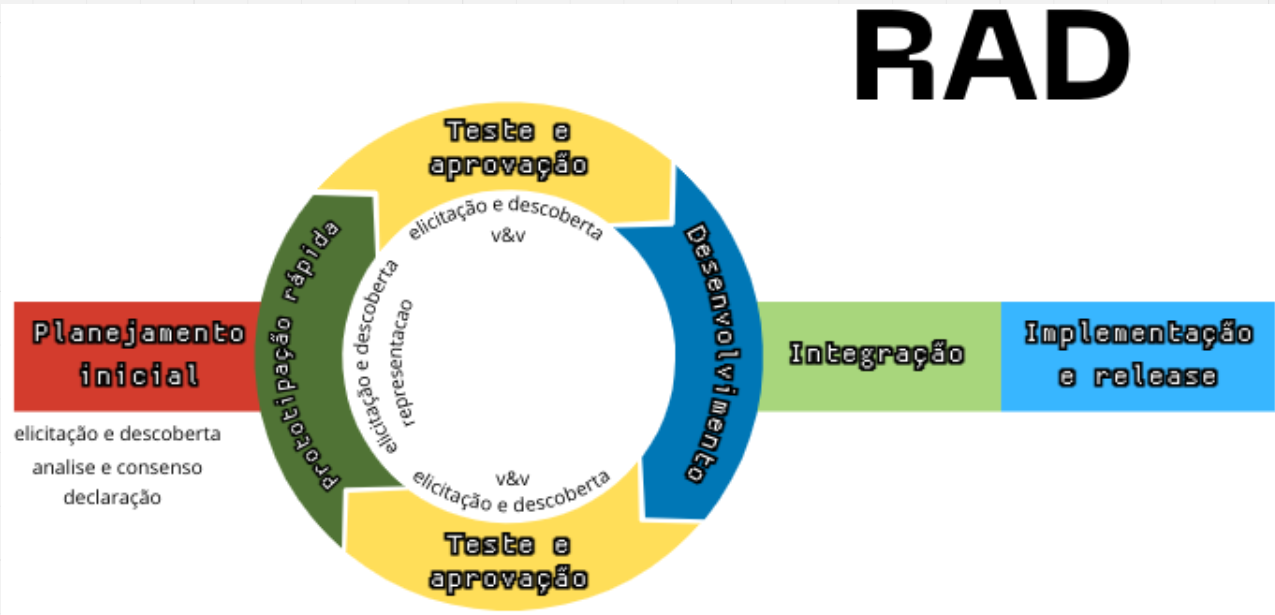 RAD
Teste e
aprovação
elicitação e descoberta
v&v
Prototipação rápida
elicitação e descoberta
representacao
Desenvolvimento
Planejamento
inicial
elicitação e descoberta
analise e consenso
declaração
Integração
Implementação
e release
v&v
elicitação e descoberta
Teste e
aprovação